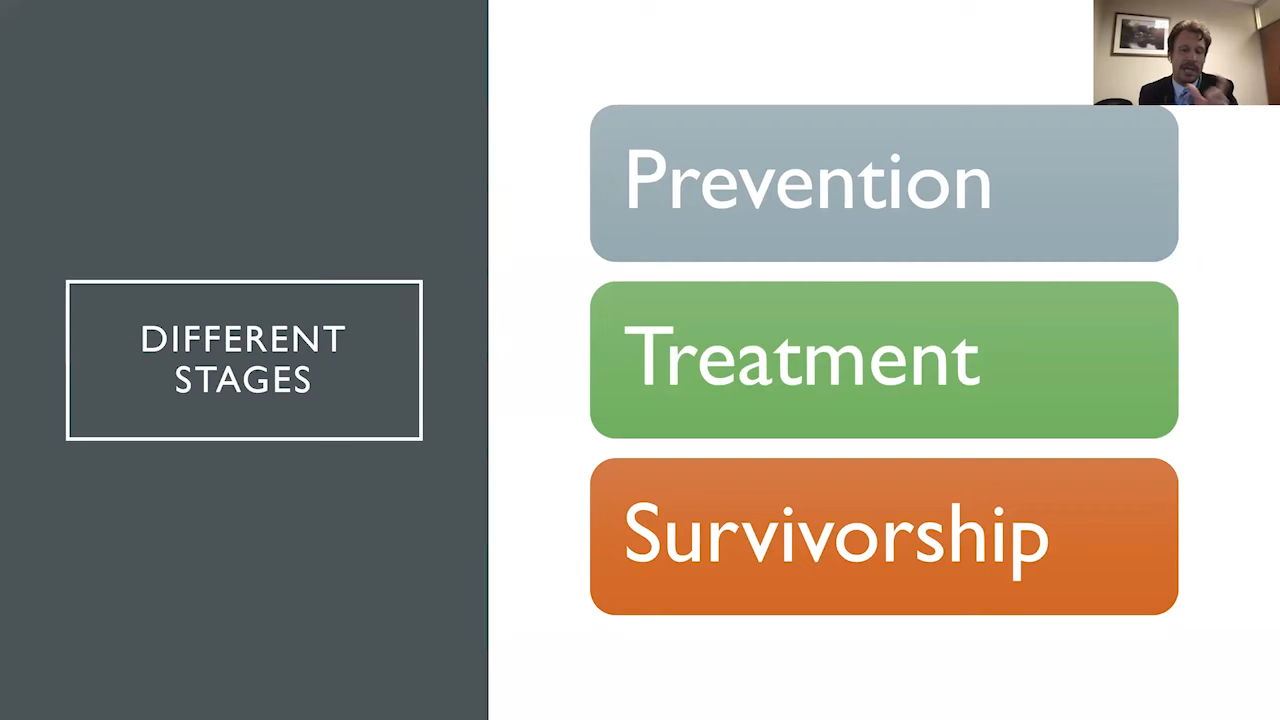 DIFFERENT
STAGES
Prevention
Treatment
Survivorship